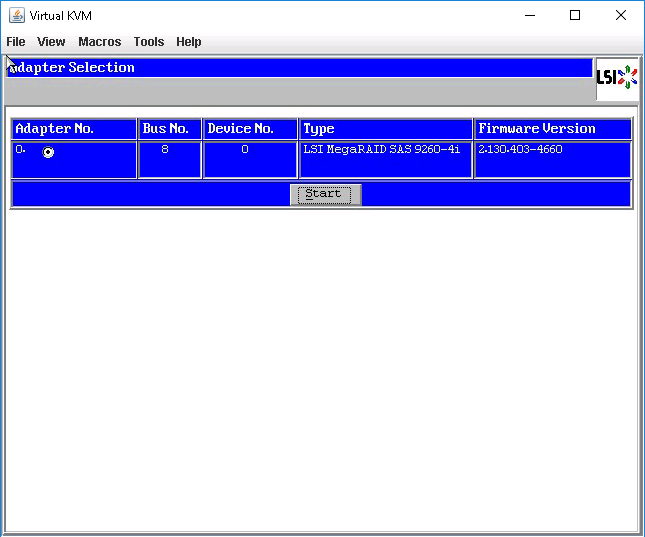 Virtual KVM
File View Macros Tools Help
Adapter Selection
LSI
Adapter No. Bus No. Device No. Type Firmware Version
0. 8 0 LSI MegaRAID SAS 9260-4i 2.130.403-4660
Start